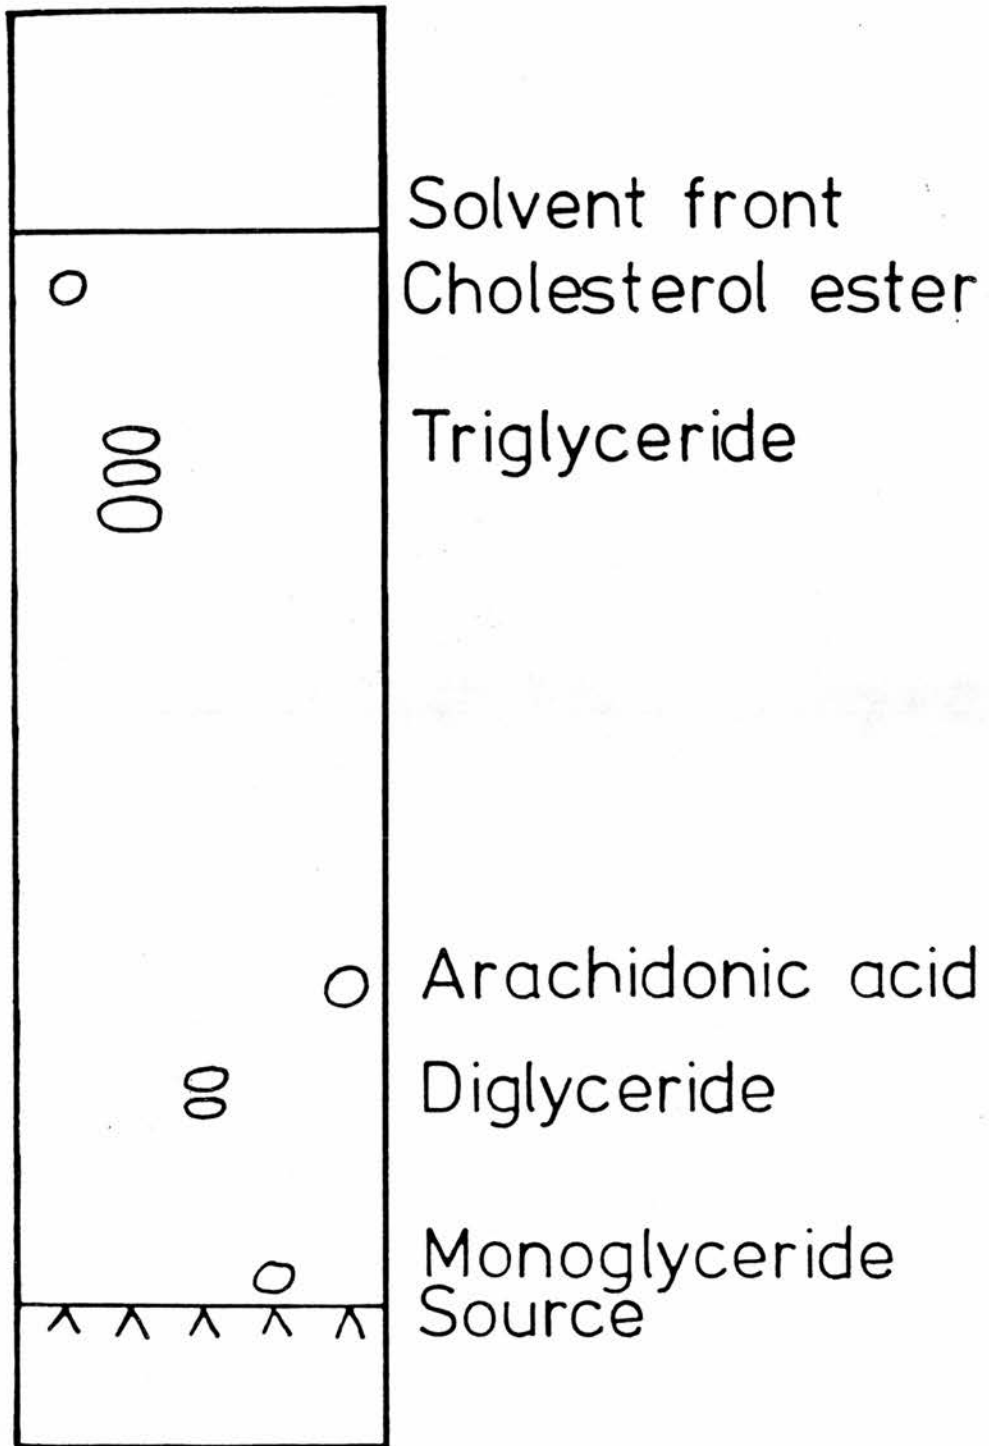 Solvent front
Cholesterol ester
Triglyceride
Arachidonic acid
Diglyceride
Monoglyceride
Source